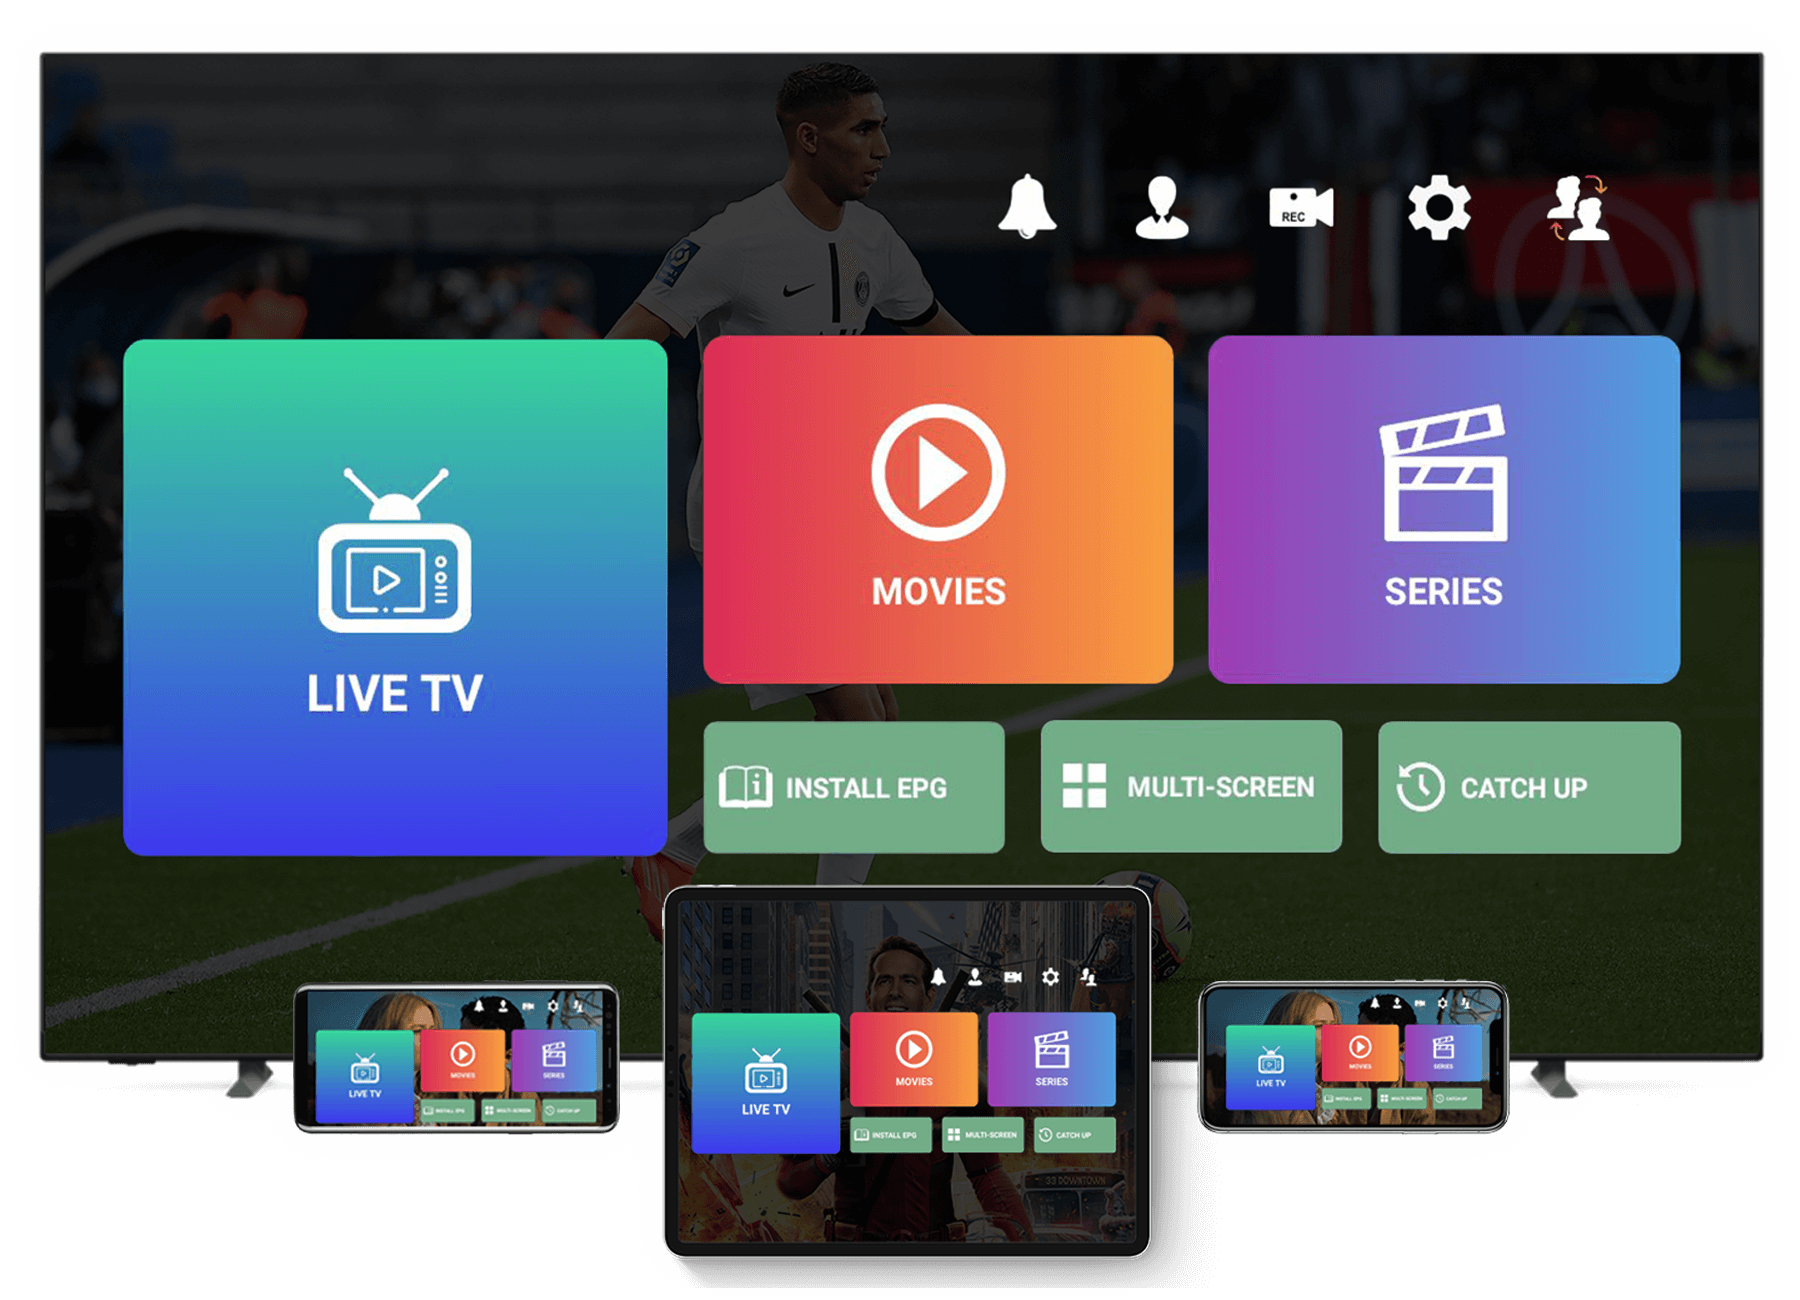 REC
LIVE TV
MOVIES
SERIES
INSTALL EPG
MULTI-SCREEN
CATCH UP
LIVE TV
MOVIES
SERIES
INSTALL EPG
MULTI-SCREEN
CATCH UP
LIVE TV
MOVIES
SERIES
INSTALL EPG
MULTI-SCREEN
CATCH UP
33 DOWNTOWN
LIVE TV
MOVIES
SERIES
INSTALL EPG
MULTI-SCREEN
CATCH UP